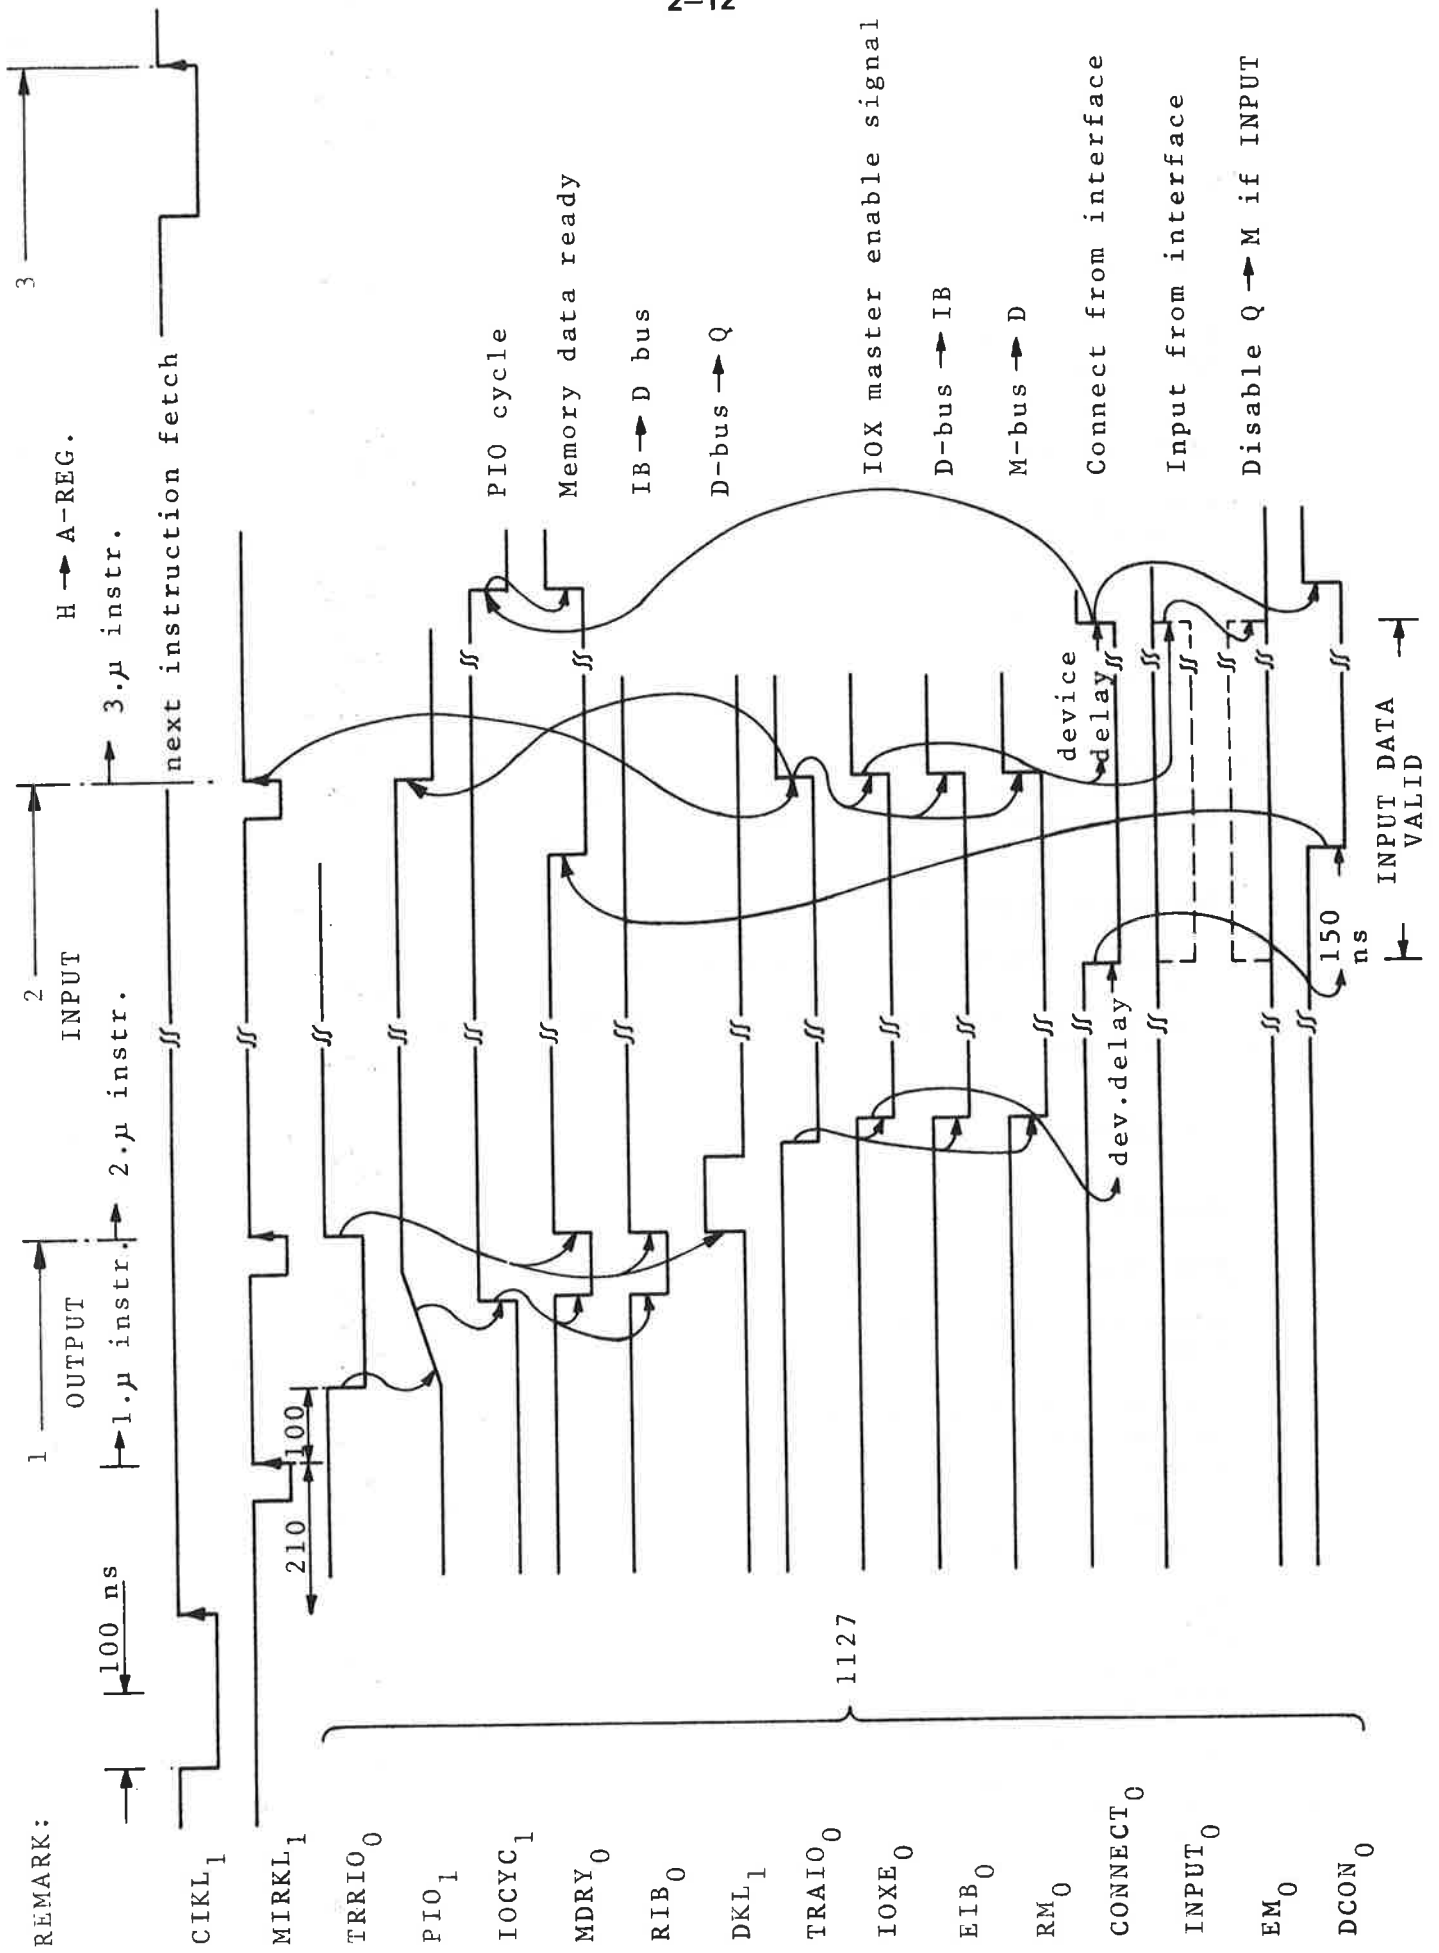 2-12
REMARK:
1
2
3
OUTPUT
INPUT
H → A-REG.
100 ns
1.μ instr.
2.μ instr.
3.μ instr.
CIKL1
next instruction fetch
MIRKL1
210
100
TRRIO0
PIO1
IOCYC1
PIO cycle
MDRY0
Memory data ready
RIB0
IB → D bus
DKL1
D-bus → Q
1127
TRAIO0
IOXE0
IOX master enable signal
EIB0
D-bus → IB
RM0
M-bus → D
CONNECT0
dev.delay
device
delay
Connect from interface
INPUT0
Input from interface
EM0
Disable Q → M if INPUT
DCON0
150
ns
INPUT DATA
VALID